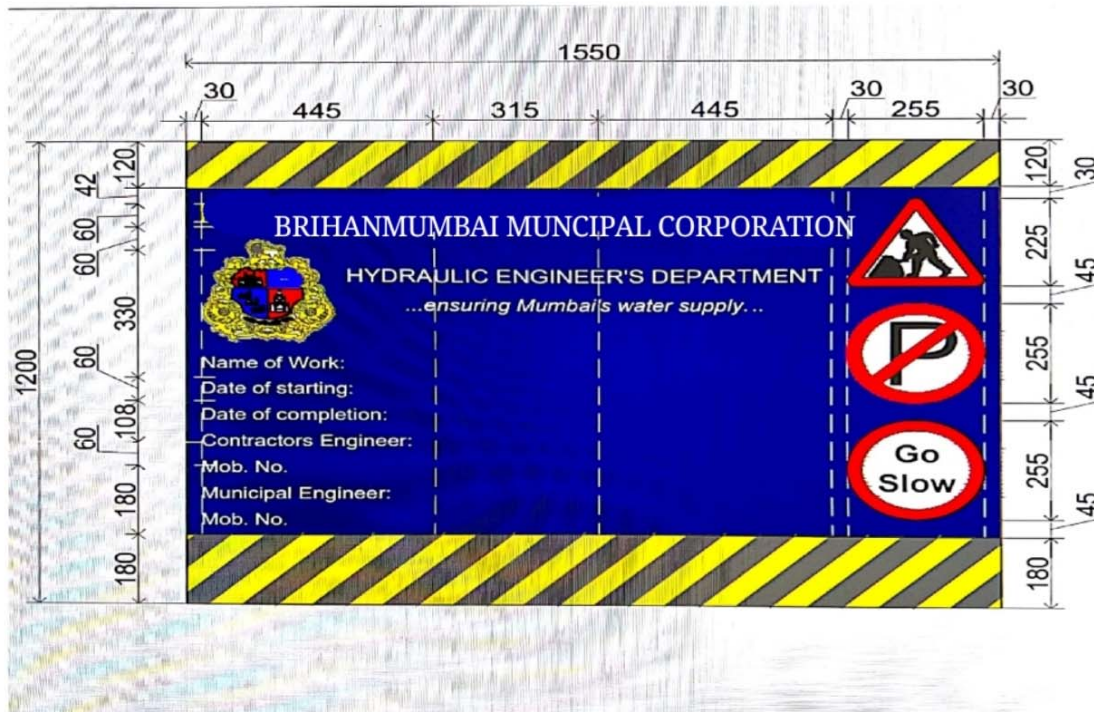 1550
30 445 315 445 30 255 30
1200
120
42
60
60
330
60
108
60
180
180
BRIHANMUMBAI MUNCIPAL CORPORATION
HYDRAULIC ENGINEER'S DEPARTMENT
...ensuring Mumbai's water supply...
Name of Work:
Date of starting:
Date of completion:
Contractors Engineer:
Mob. No.
Municipal Engineer:
Mob. No.
P
Go
Slow
120
30
225
45
255
45
255
45
180